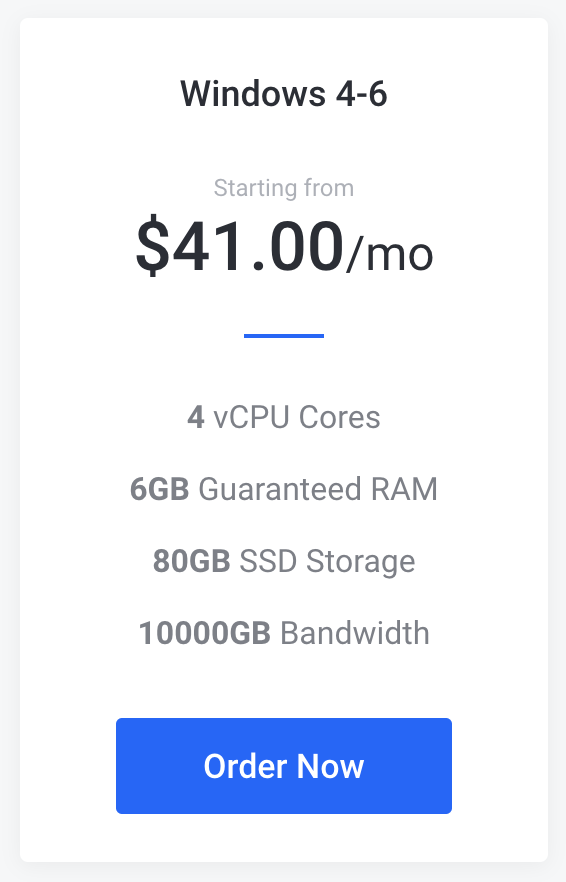 Windows 4-6
Starting from
$41.00/mo
4 vCPU Cores
6GB Guaranteed RAM
80GB SSD Storage
10000GB Bandwidth
Order Now